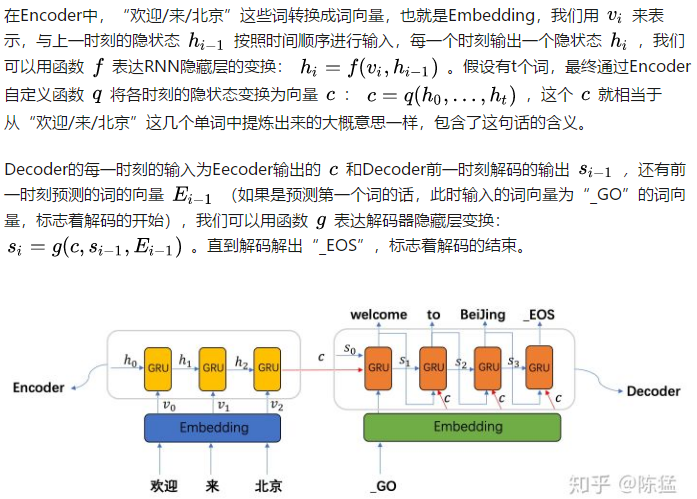 在Encoder中，“欢迎/来/北京”这些词转换成词向量，也就是Embedding，我们用 v_i 来表
示，与上一时刻的隐状态 h_{i-1} 按照时间顺序进行输入，每一个时刻输出一个隐状态 h_i ，我们
可以用函数 f 表达RNN隐藏层的变换： h_i = f(v_i, h_{i-1}) 。假设有t个词，最终通过Encoder
自定义函数 q 将各时刻的隐状态变换为向量 c ： c = q(h_0, . . . , h_t) ，这个 c 就相当于
从“欢迎/来/北京”这几个单词中提炼出来的大概意思一样，包含了这句话的含义。
Decoder的每一时刻的输入为Eecoder输出的 c 和Decoder前一时刻解码的输出 s_{i-1} ，还有前
一时刻预测的词的向量 E_{i-1} （如果是预测第一个词的话，此时输入的词向量为“_GO”的词向
量，标志着解码的开始），我们可以用函数 g 表达解码器隐藏层变换：
s_i = g(c, s_{i-1}, E_{i-1}) 。直到解码解出“_EOS”，标志着解码的结束。
welcome to BeiJing _EOS
h_0 GRU h_1 GRU h_2 GRU c s_0 GRU s_1 GRU s_2 GRU s_3 GRU
Encoder Decoder
v_0 v_1 v_2 c c c
Embedding Embedding
欢迎 来 北京 _GO
知乎 @陈猛